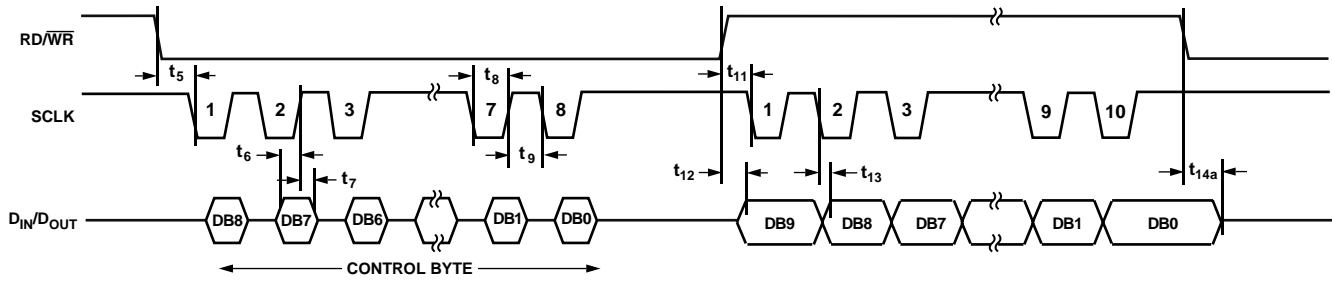 RD/WR
t5
t8
t11
SCLK
1 2 3 7 8 1 2 3 9 10
t6
t7
t9
t12
t13
t14a
DIN/DOUT
DB8 DB7 DB6 DB1 DB0 DB9 DB8 DB7 DB1 DB0
CONTROL BYTE